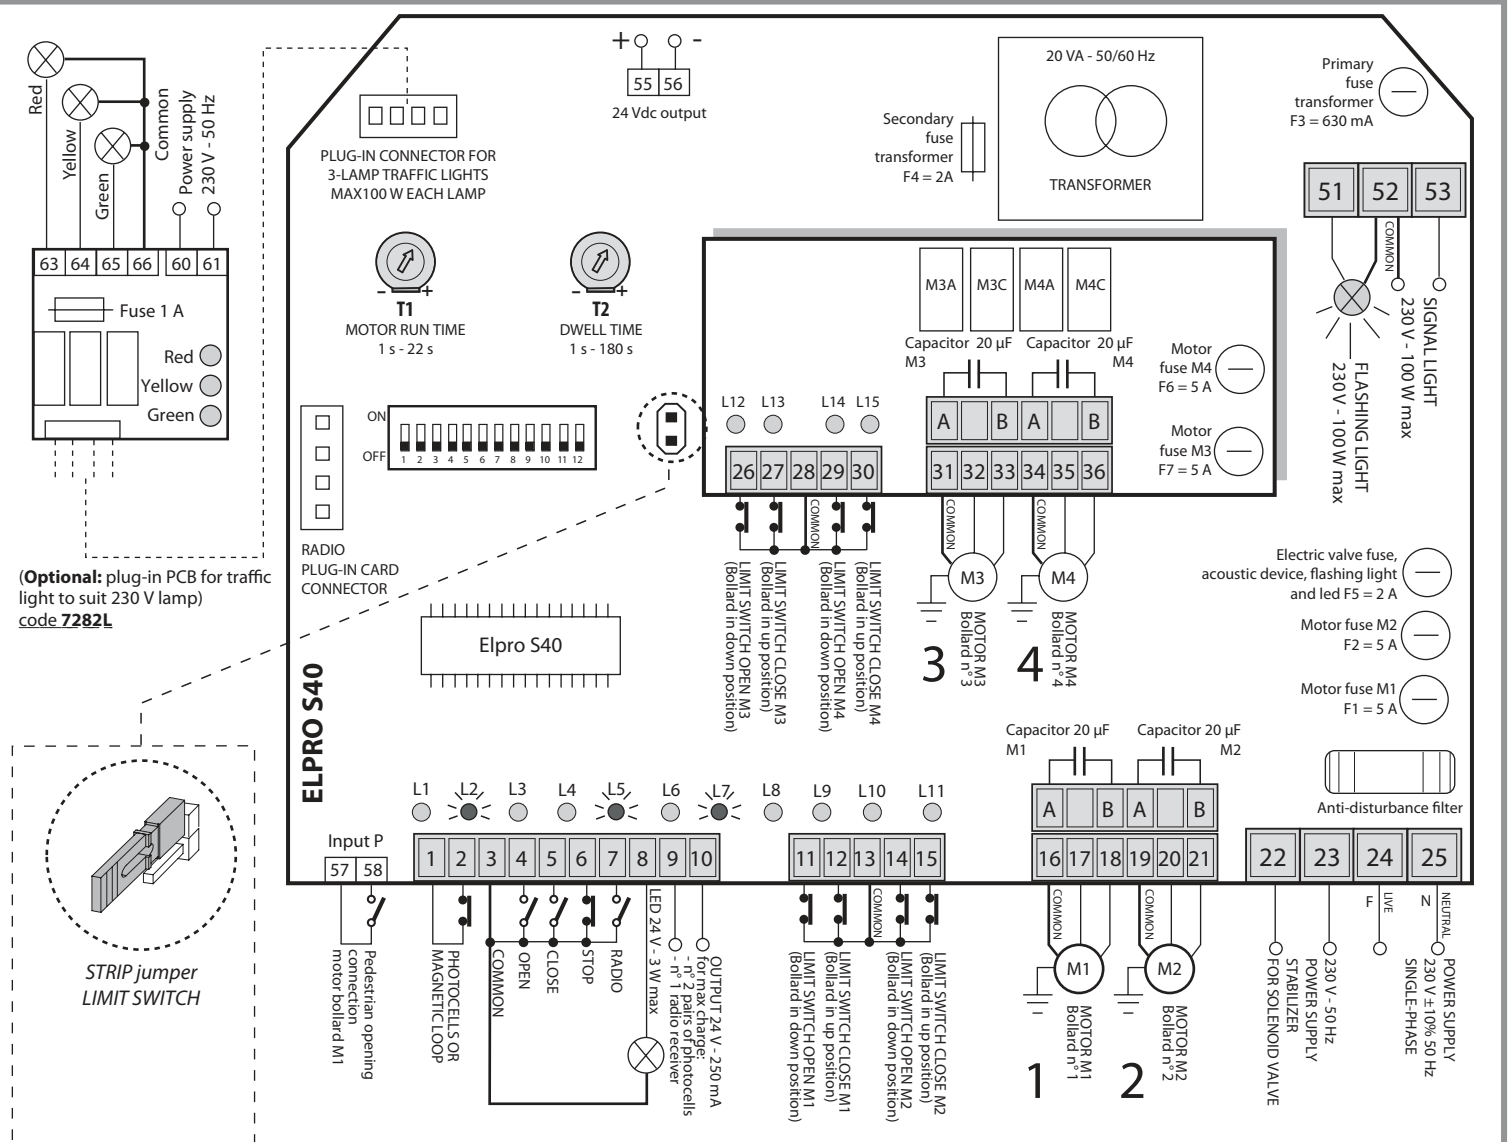 Red
Yellow
Green
Common
Power supply
230 V - 50 Hz
63 64 65 66 60 61
Fuse 1 A
Red
Yellow
Green
(Optional: plug-in PCB for traffic
light to suit 230 V lamp)
code 7282L
+ -
55 56
24 Vdc output
PLUG-IN CONNECTOR FOR
3-LAMP TRAFFIC LIGHTS
MAX100 W EACH LAMP
20 VA - 50/60 Hz
TRANSFORMER
Secondary
fuse
transformer
F4 = 2A
Primary
fuse
transformer
F3 = 630 mA
51 52 53
COMMON
FLASHING LIGHT
230 V - 100 W max
SIGNAL LIGHT
230 V - 100 W max
- +
T1
MOTOR RUN TIME
1 s - 22 s
- +
T2
DWELL TIME
1 s - 180 s
ON
OFF
1 2 3 4 5 6 7 8 9 10 11 12
RADIO
PLUG-IN CARD
CONNECTOR
M3A M3C M4A M4C
Capacitor 20 µF
M3
Capacitor 20 µF
M4
Motor
fuse M4
F6 = 5 A
Motor
fuse M3
F7 = 5 A
L12 L13 L14 L15
A B A B
26 27 28 29 30
31 32 33 34 35 36
COMMON
COMMON
COMMON
LIMIT SWITCH OPEN M3
(Bollard in down position)
LIMIT SWITCH CLOSE M3
(Bollard in up position)
LIMIT SWITCH OPEN M4
(Bollard in down position)
LIMIT SWITCH CLOSE M4
(Bollard in up position)
M3
3
MOTOR M3
Bollard n° 3
M4
4
MOTOR M4
Bollard n° 4
Electric valve fuse,
acoustic device, flashing light
and led F5 = 2 A
Motor fuse M2
F2 = 5 A
Motor fuse M1
F1 = 5 A
Anti-disturbance filter
Elpro S40
ELPRO S40
STRIP jumper
LIMIT SWITCH
Input P
57 58
Pedestrian opening
connection
motor bollard M1
L1 L2 L3 L4 L5 L6 L7 L8 L9 L10 L11
1 2 3 4 5 6 7 8 9 10
PHOTOCELLS OR
MAGNETIC LOOP
COMMON
OPEN
CLOSE
STOP
RADIO
LED 24 V - 3 W max
OUTPUT 24 V - 250 mA
for max charge:
- n° 2 pairs of photocells
- n° 1 radio receiver
11 12 13 14 15
COMMON
LIMIT SWITCH OPEN M1
(Bollard in down position)
LIMIT SWITCH CLOSE M1
(Bollard in up position)
LIMIT SWITCH OPEN M2
(Bollard in down position)
LIMIT SWITCH CLOSE M2
(Bollard in up position)
Capacitor 20 µF
M1
Capacitor 20 µF
M2
A B A B
16 17 18 19 20 21
COMMON
COMMON
M1
1
MOTOR M1
Bollard n° 1
M2
2
MOTOR M2
Bollard n° 2
22 23 24 25
F LIVE
N NEUTRAL
230 V - 50 Hz
POWER SUPPLY
STABILIZER
FOR SOLENOID VALVE
POWER SUPPLY
230 V ±10% 50 Hz
SINGLE-PHASE